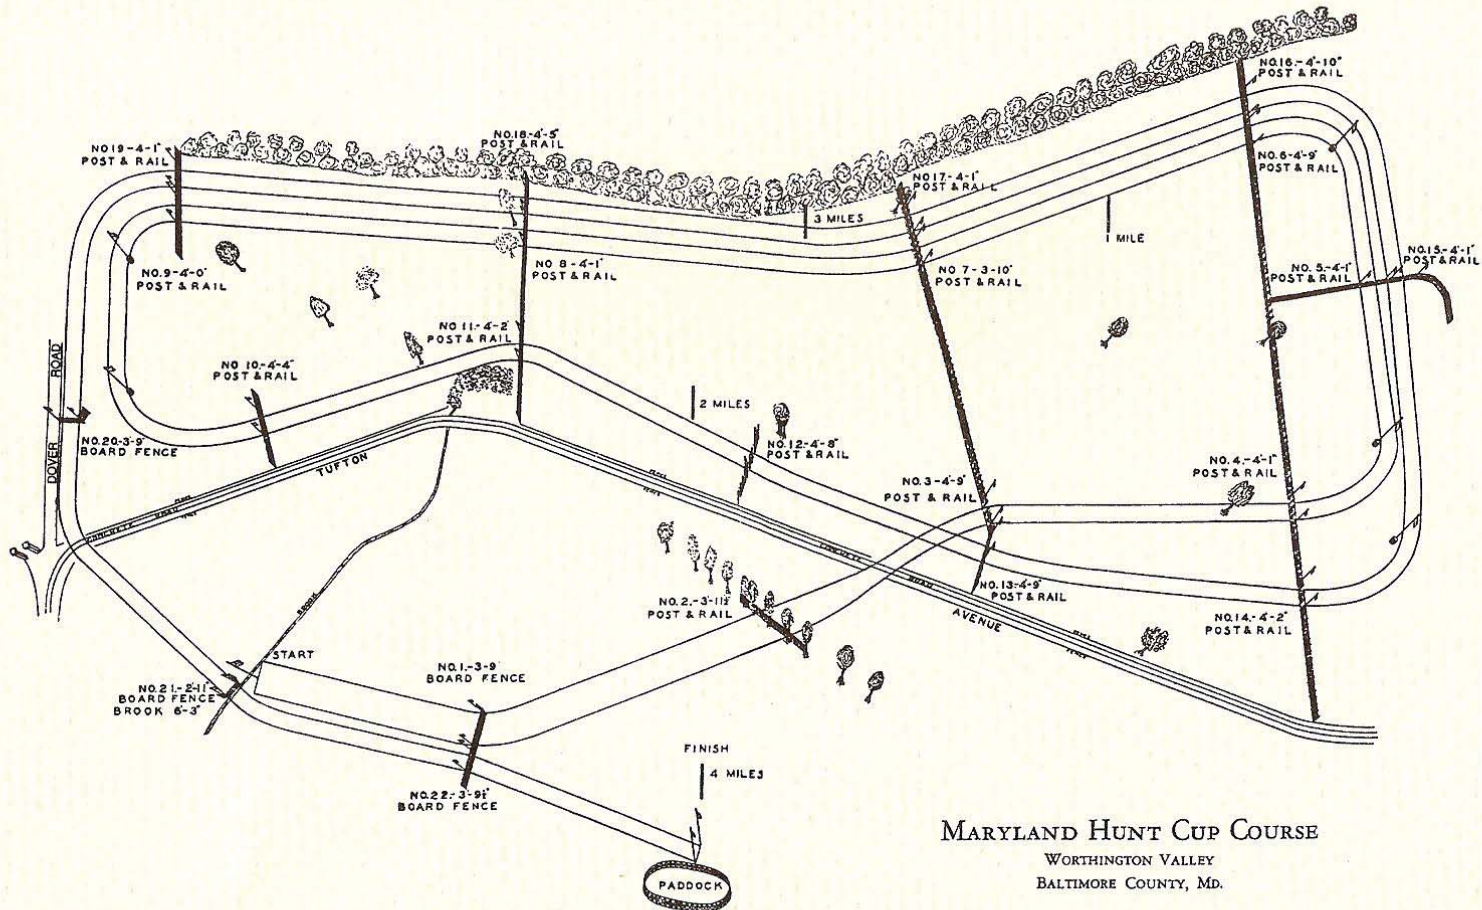 NO.16.-4'-10"
POST & RAIL
NO.18-4'-5"
POST & RAIL
NO19-4-1"
POST & RAIL
NO.6-4'-9"
POST & RAIL
NO17.-4-1"
POST & RAIL
3 MILES
1 MILE
NO.15.-4'-1"
POST & RAIL
NO. 5.-4'-1"
POST & RAIL
NO.9-4'-0"
POST & RAIL
NO 8-4'-1"
POST & RAIL
NO 7-3-10"
POST & RAIL
NO 11.-4'-2"
POST & RAIL
NO 10.-4'-4"
POST & RAIL
DOVER ROAD
2 MILES
NO.20.-3-9"
BOARD FENCE
NO.12-4'-8"
POST & RAIL
TUFTON
NO.4.-4'-1"
POST & RAIL
NO.3-4'-9"
POST & RAIL
CONCRETE ROAD
CONCRETE ROAD
BROOK
NO.13.-4'-9"
POST & RAIL
NO.2.-3'-11½"
POST & RAIL
AVENUE
NO.14.-4'-2"
POST & RAIL
START
NO.1.-3-9
BOARD FENCE
NO.21.-2'-11"
BOARD FENCE
BROOK 6'-3"
FINISH
4 MILES
NO.22.-3-9½"
BOARD FENCE
PADDOCK
MARYLAND HUNT CUP COURSE
WORTHINGTON VALLEY
BALTIMORE COUNTY, MD.